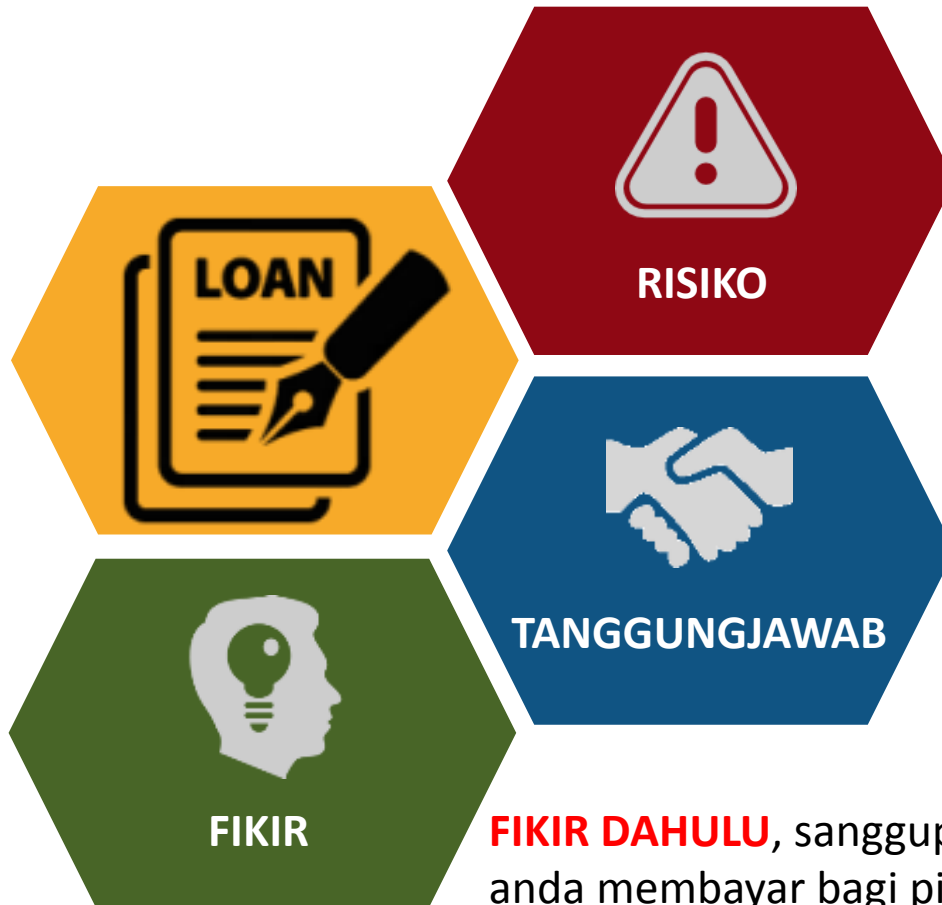 RISIKO
LOAN
TANGGUNGJAWAB
FIKIR
FIKIR DAHULU, sanggup
anda membayar bagi